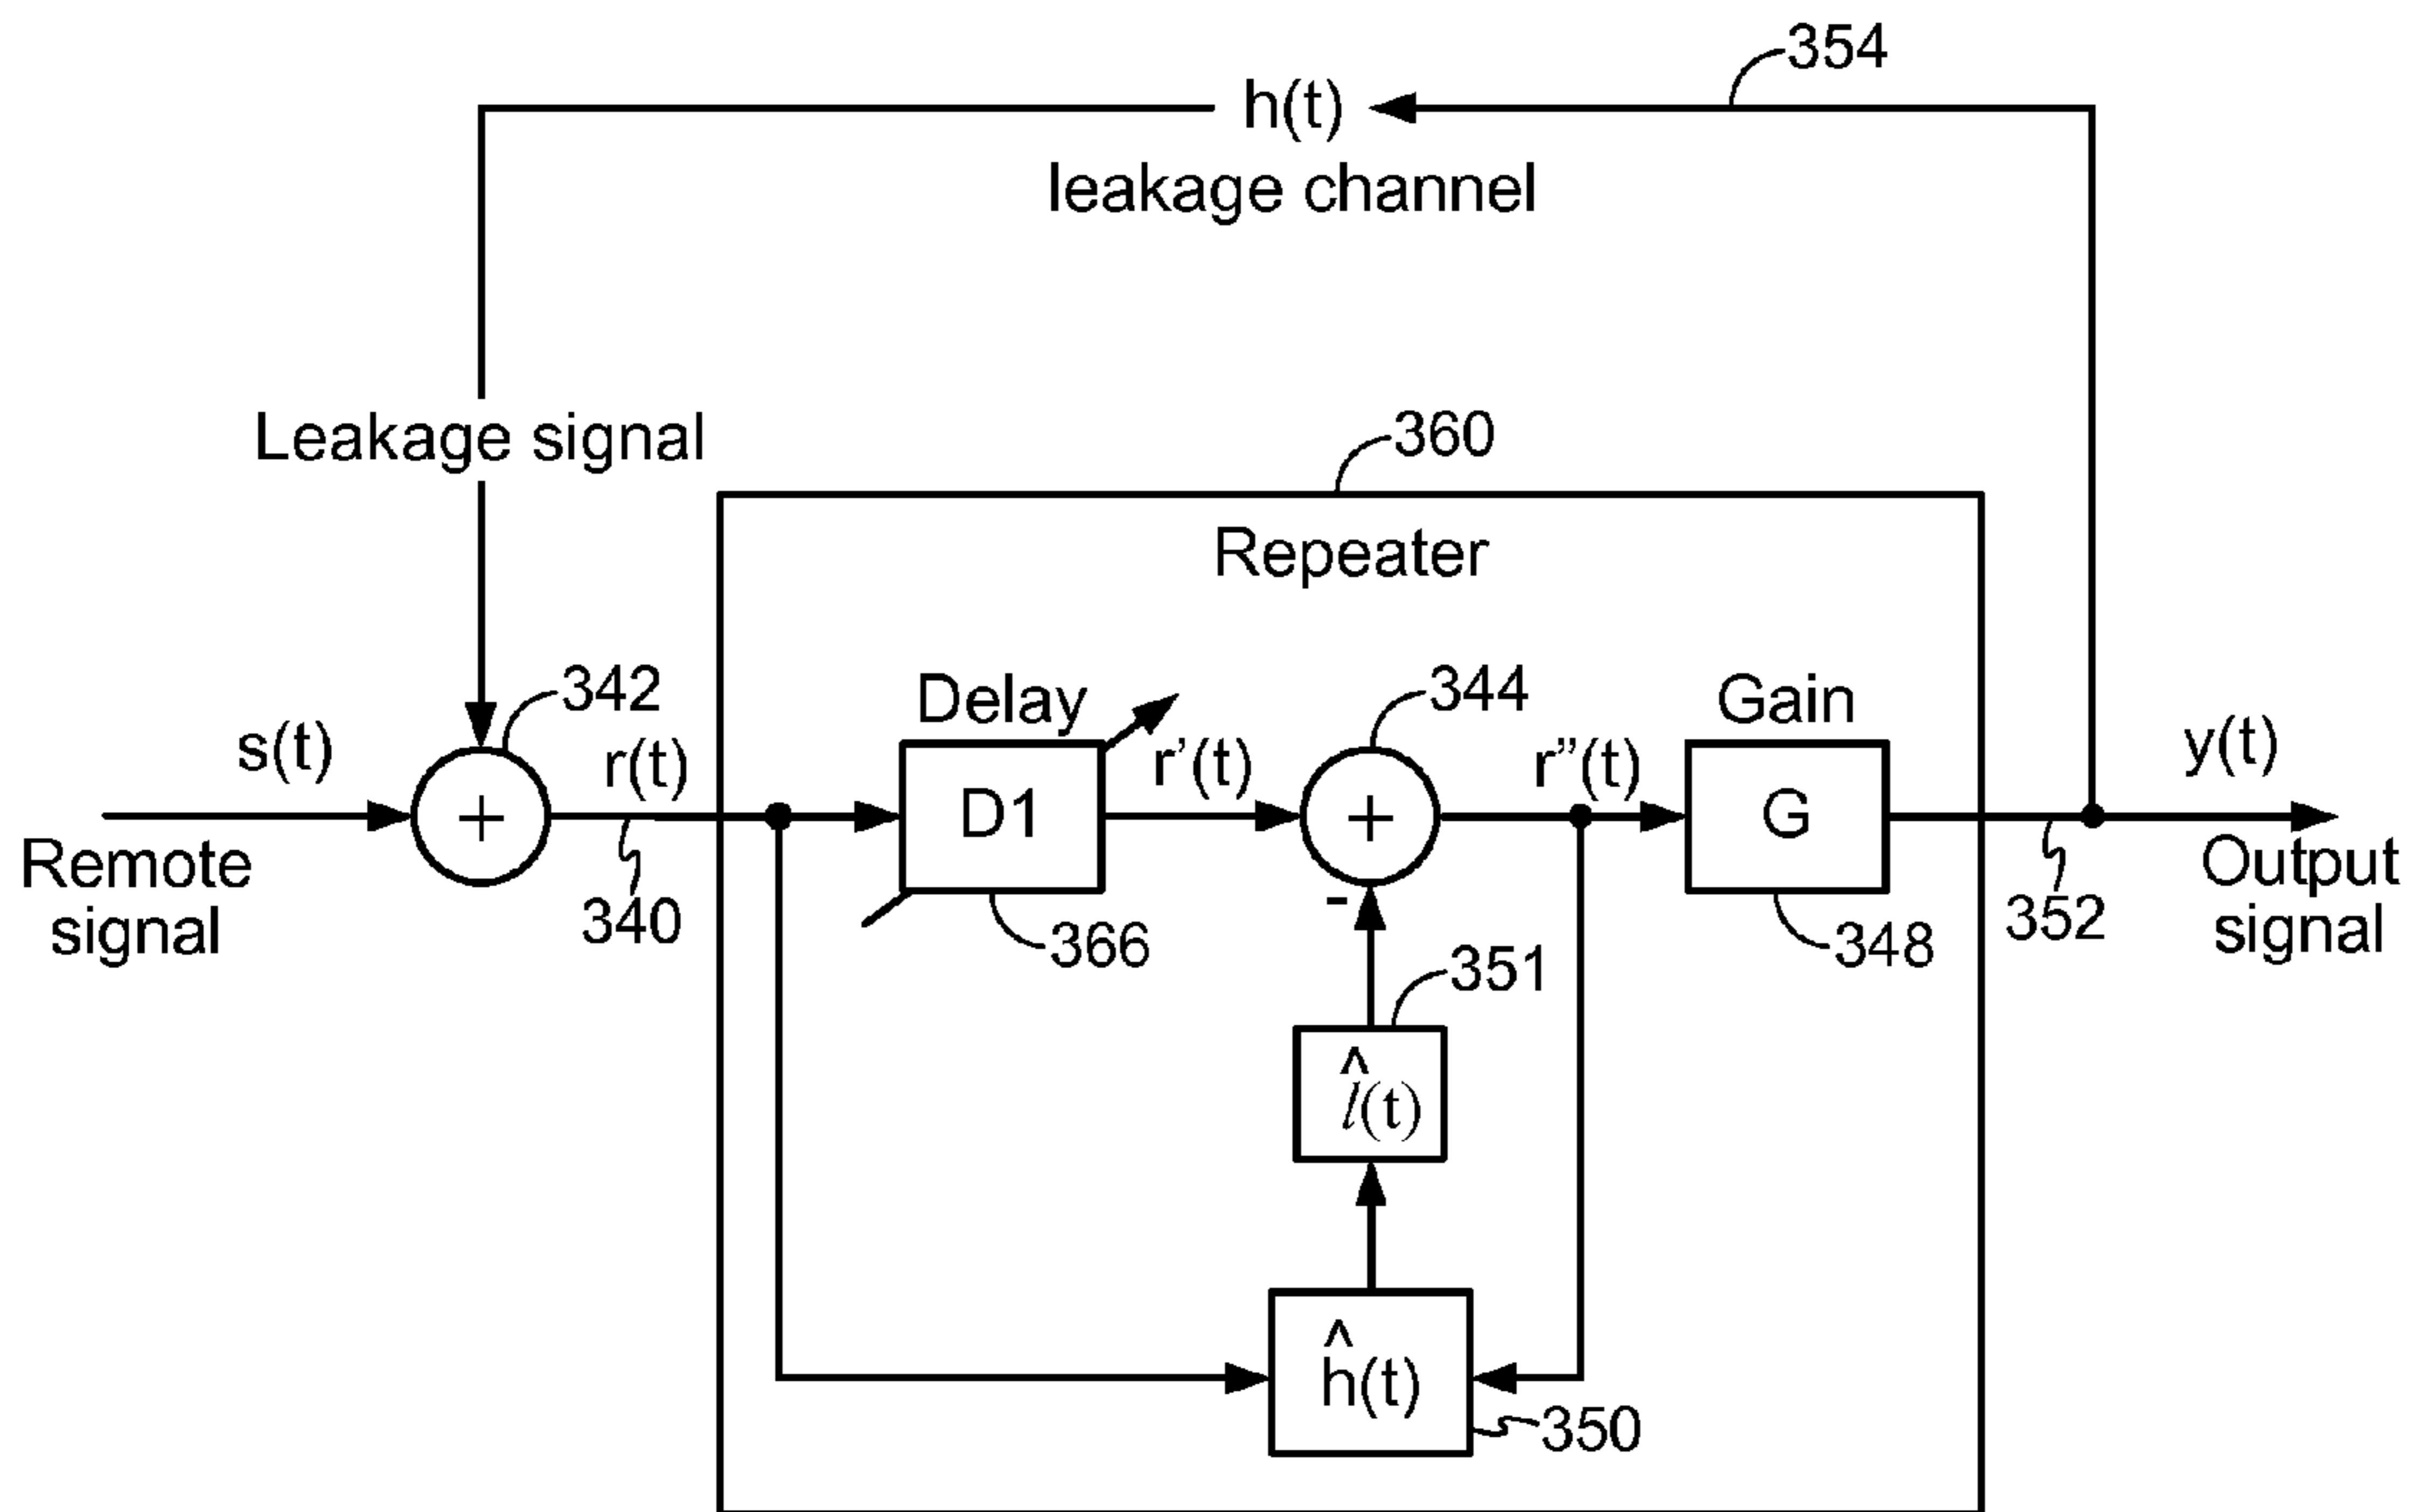 354
h(t)
leakage channel
Leakage signal
360
Repeater
342
344
Delay
Gain
s(t)
r(t)
r’(t)
r”(t)
y(t)
+
D1
+
G
Remote
signal
Output
signal
340
366
-
348
352
351
l̂(t)
ĥ(t)
350